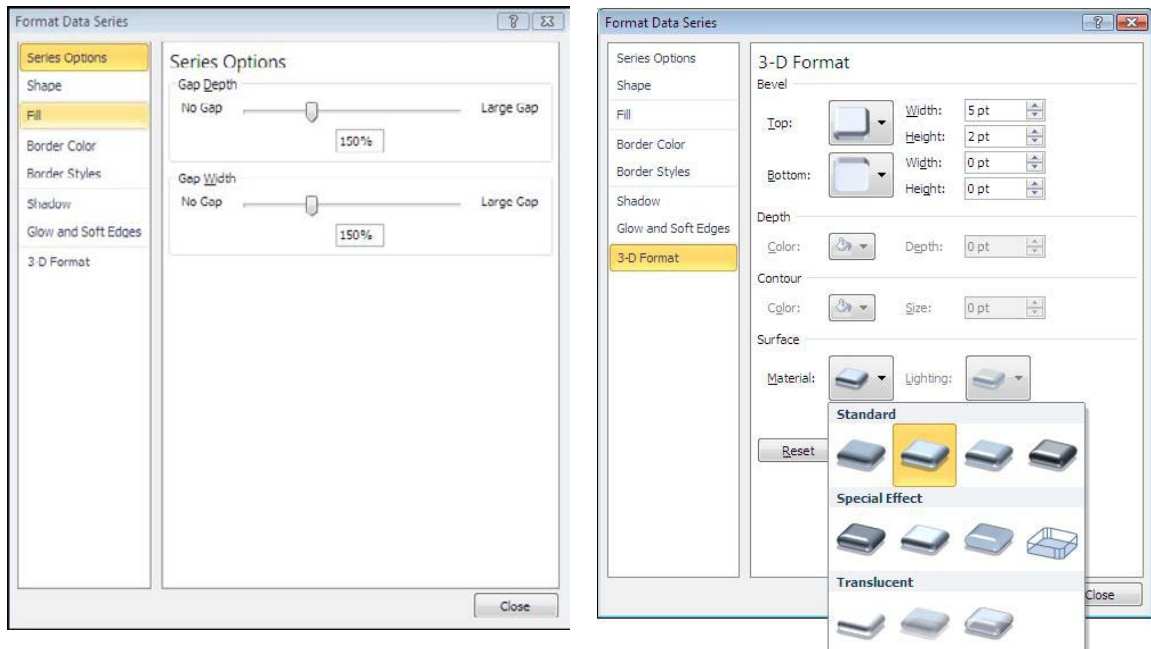 Format Data Series
Series Options
Shape
Fill
Border Color
Border Styles
Shadow
Glow and Soft Edges
3-D Format
Series Options
Gap Depth
No Gap Large Gap
150%
Gap Width
No Gap Large Gap
150%
Close
Format Data Series
Series Options
Shape
Fill
Border Color
Border Styles
Shadow
Glow and Soft Edges
3-D Format
3-D Format
Bevel
Top: Width: 5 pt
Height: 2 pt
Bottom: Width: 0 pt
Height: 0 pt
Depth
Color: Depth: 0 pt
Contour
Color: Size: 0 pt
Surface
Material: Lighting:
Standard
Reset
Special Effect
Translucent
Close